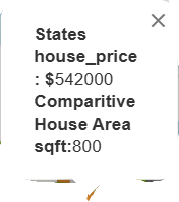 States
house_price
: $542000
Comparitive
House Area
sqft:800